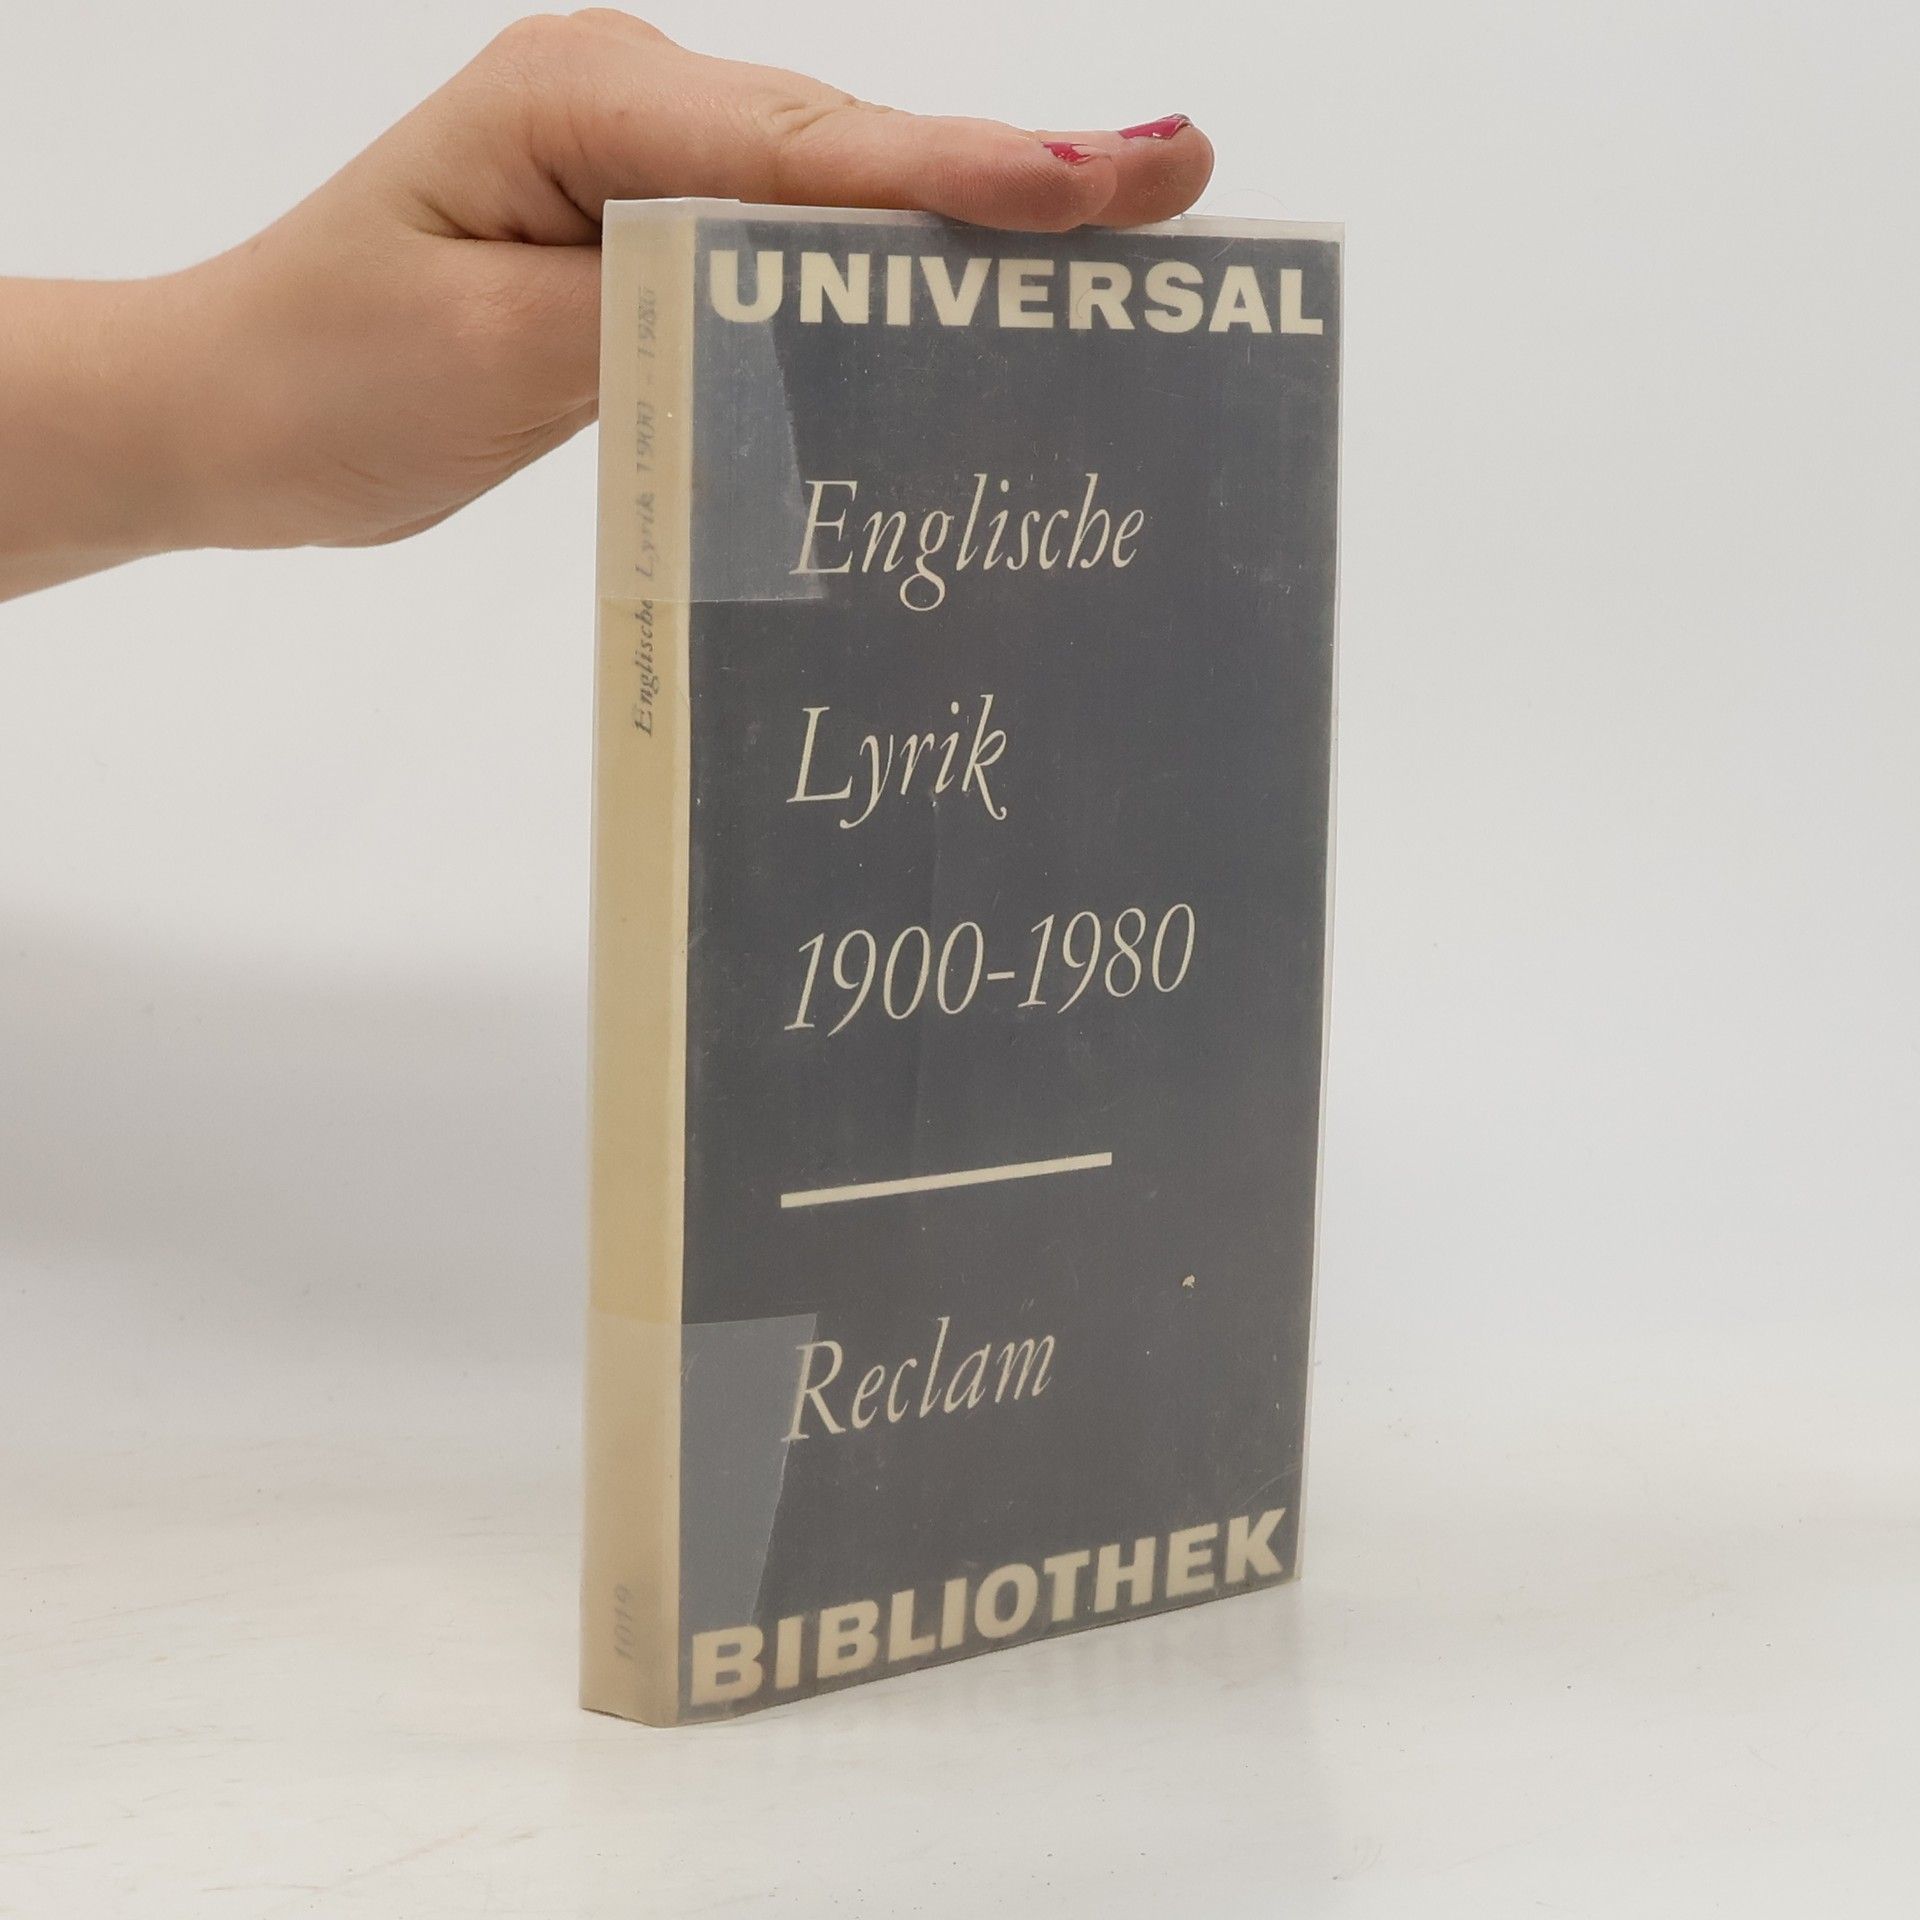 UNIVERSAL
Englische
Lyrik
1900-1980
Reclam
BIBLIOTHEK
Englische Lyrik 1900 - 1980
1019